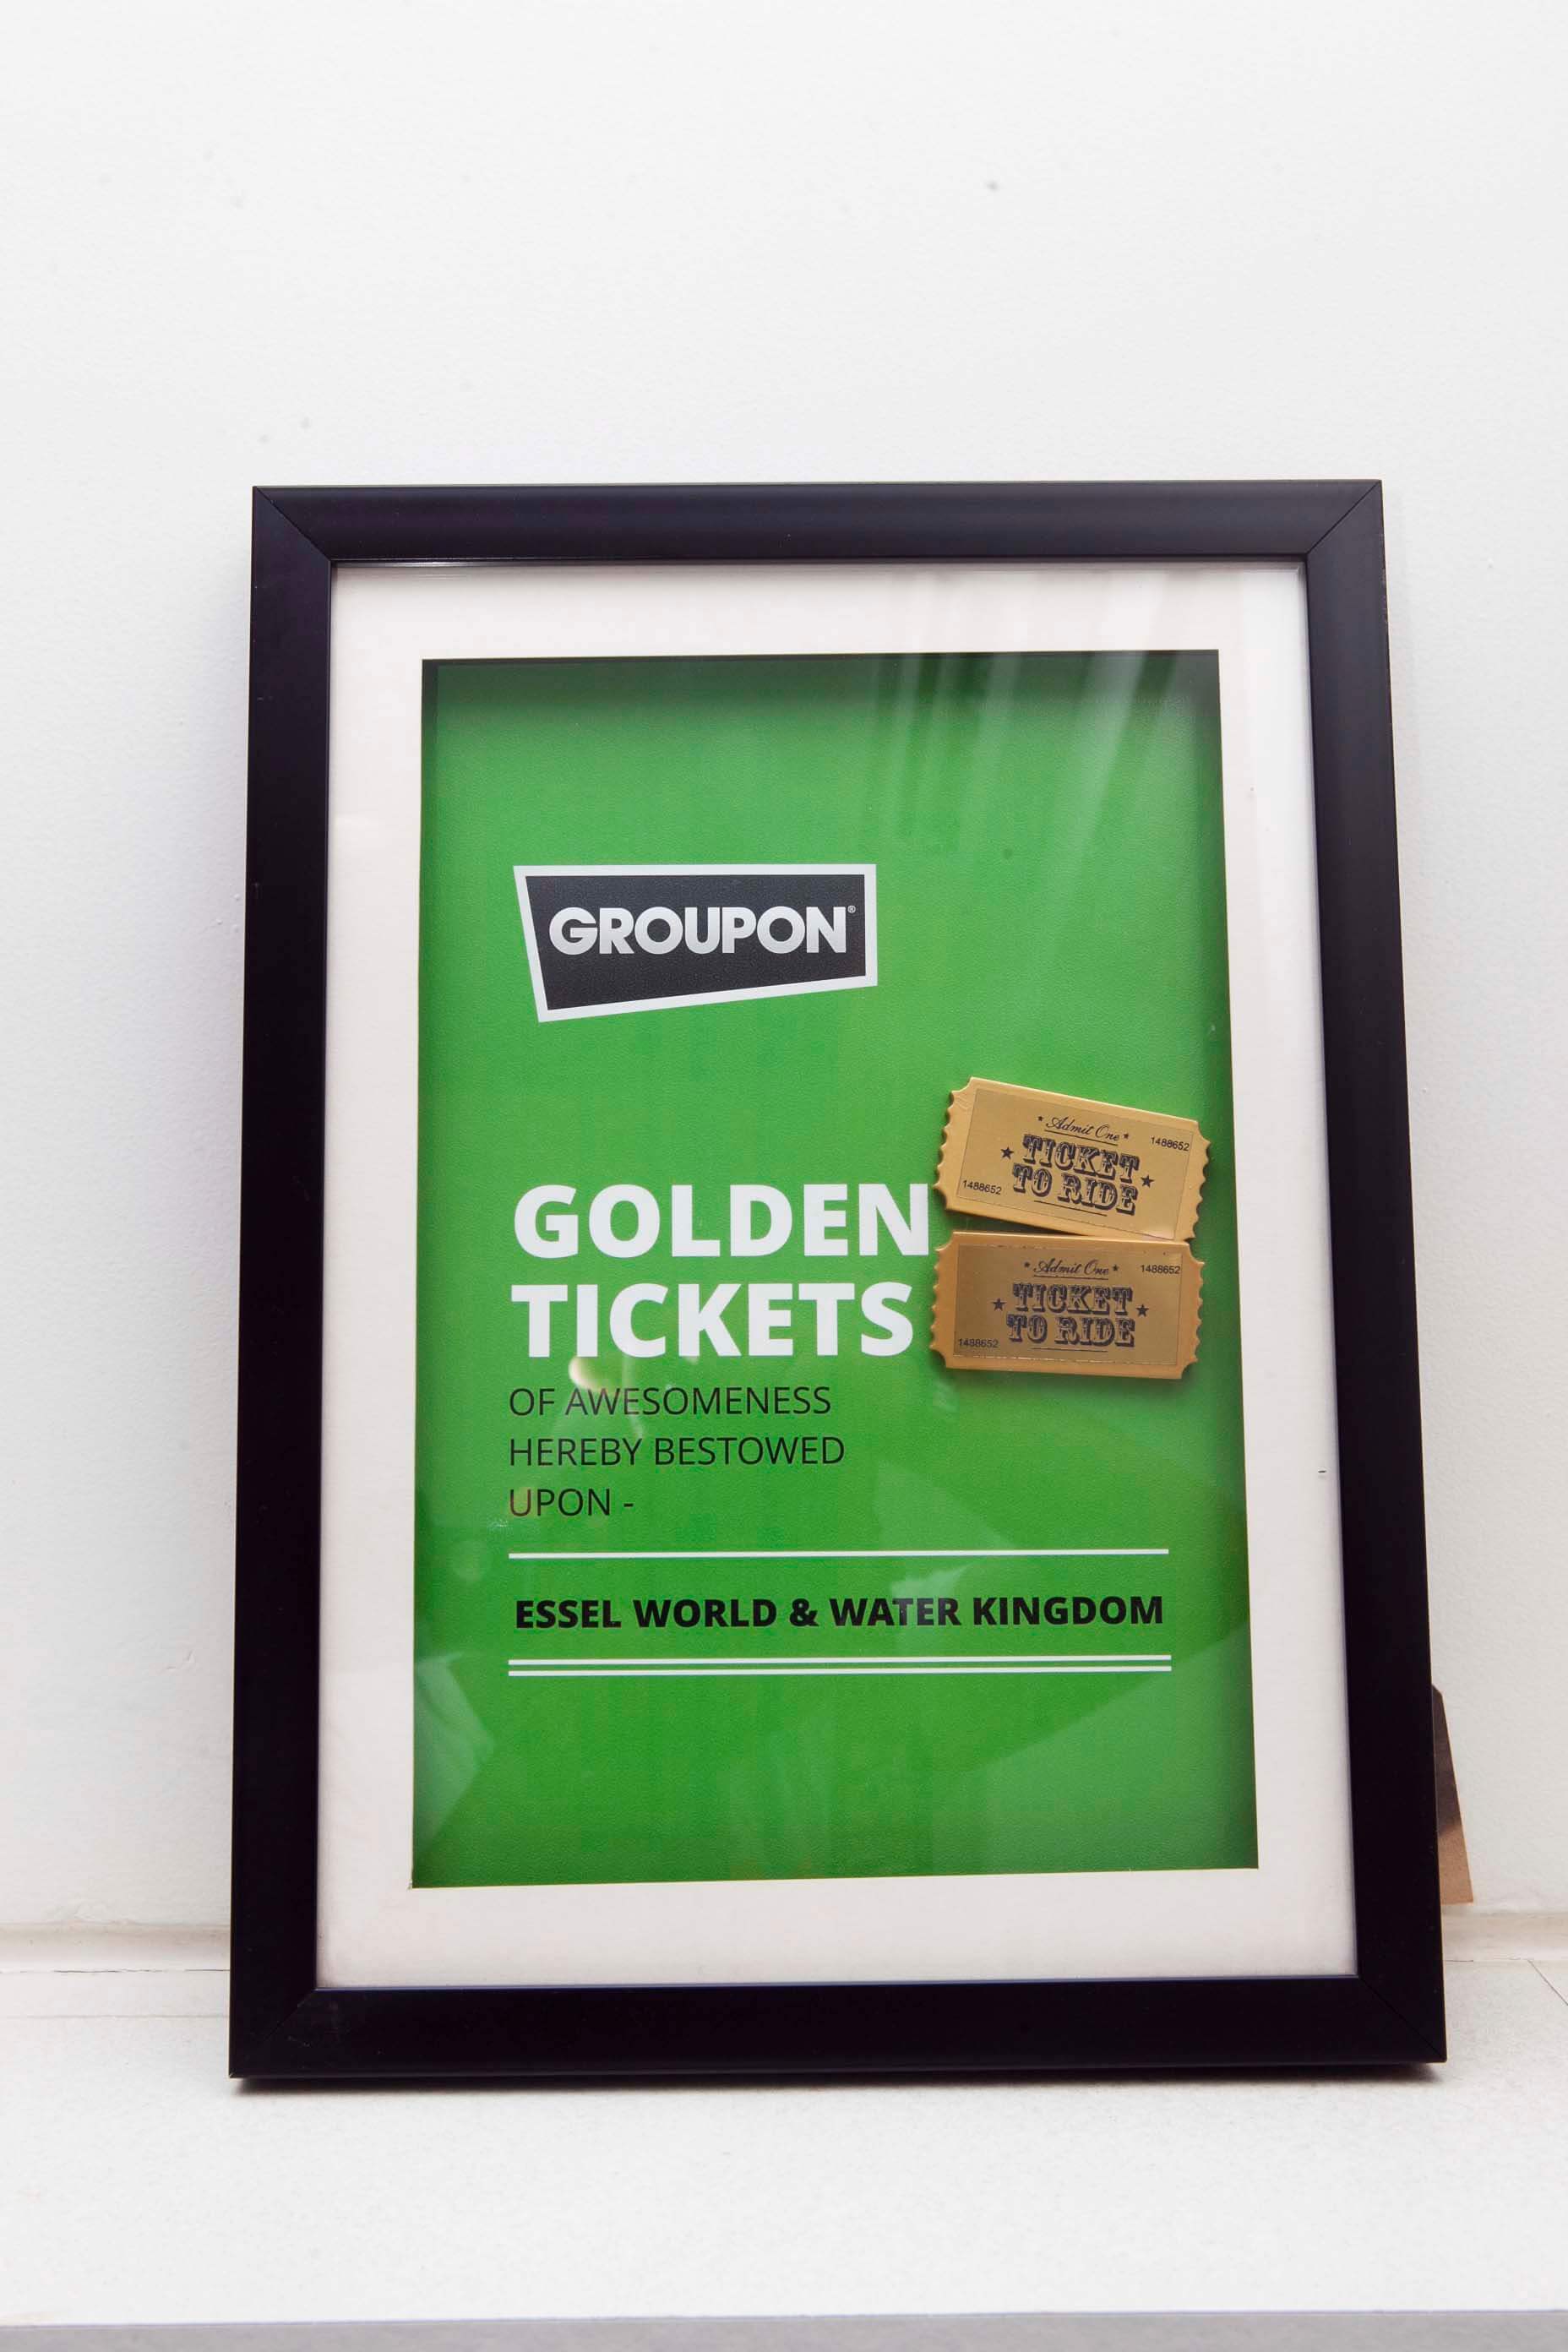 GROUPON®
GOLDEN
TICKETS
OF AWESOMENESS
HEREBY BESTOWED
UPON -
ESSEL WORLD & WATER KINGDOM
* Admit One *
1488652
★ TICKET
TO RIDE ★
1488652
* Admit One *
1488652
★ TICKET ★
TO RIDE
1488652